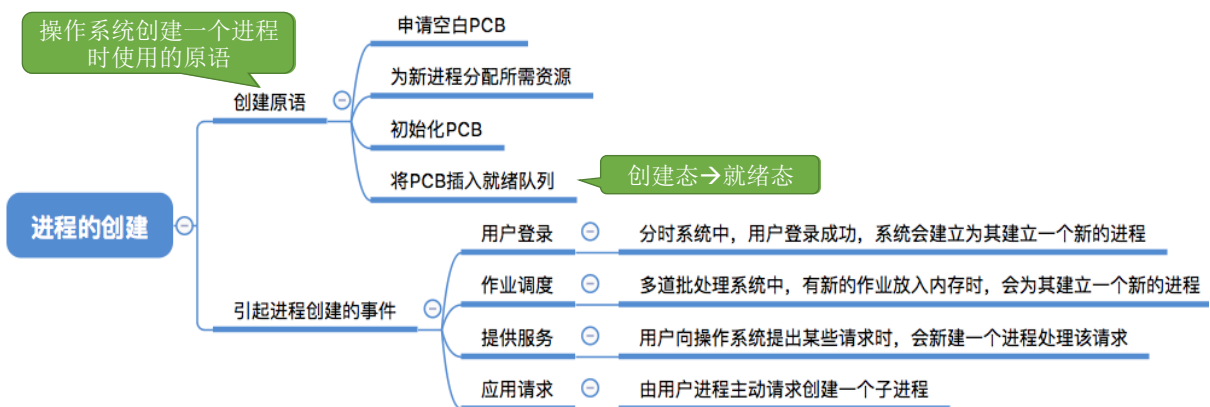 操作系统创建一个进程
时使用的原语
申请空白PCB
为新进程分配所需资源
创建原语
初始化PCB
将PCB插入就绪队列
创建态→就绪态
进程的创建
用户登录
分时系统中，用户登录成功，系统会建立为其建立一个新的进程
作业调度
多道批处理系统中，有新的作业放入内存时，会为其建立一个新的进程
引起进程创建的事件
提供服务
用户向操作系统提出某些请求时，会新建一个进程处理该请求
应用请求
由用户进程主动请求创建一个子进程